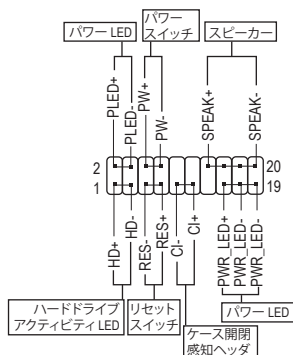 パワー LED
パワー
スイッチ
スピーカー
PLED+
PLED-
PW+
PW-
SPEAK+
SPEAK-
2
20
1
19
HD+
HD-
RES-
RES+
CI-
CI+
PWR_LED+
PWR_LED-
PWR_LED-
ハードドライブ
アクティビティ LED
リセット
スイッチ
ケース開閉
感知ヘッダ
パワー LED